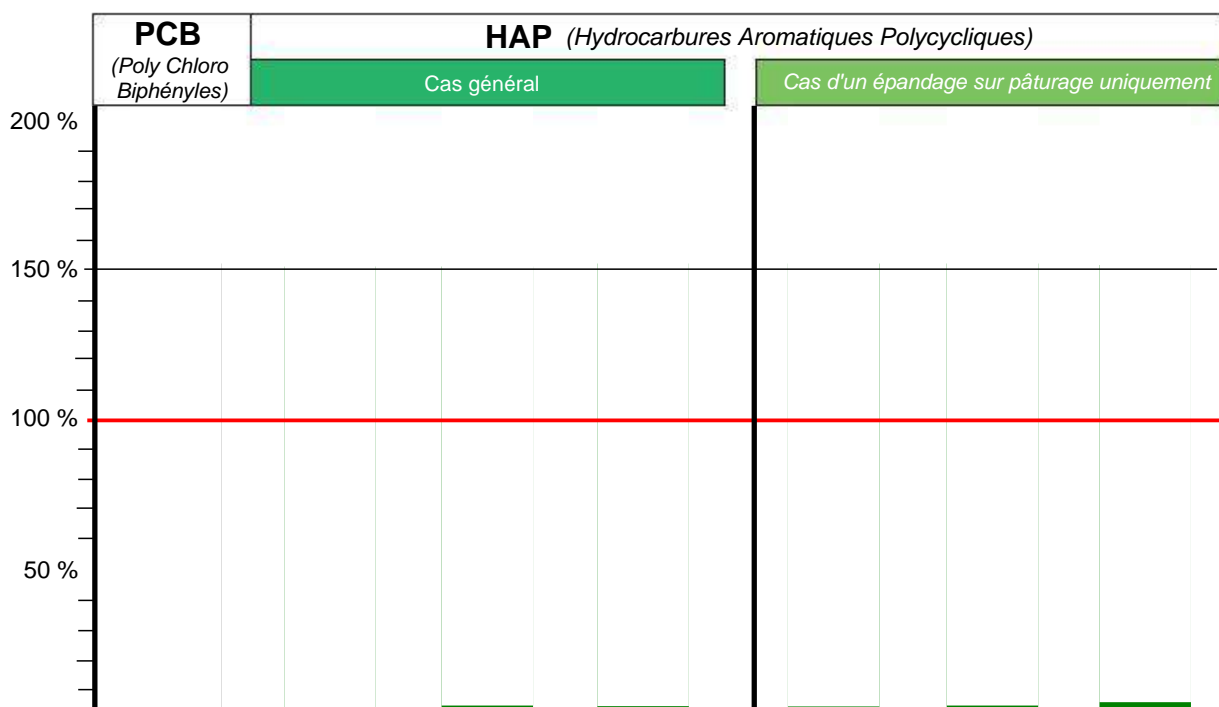 PCB
(Poly Chloro
Biphényles)
HAP (Hydrocarbures Aromatiques Polycycliques)
Cas général
Cas d'un épandage sur pâturage uniquement
200 %
150 %
100 %
50 %